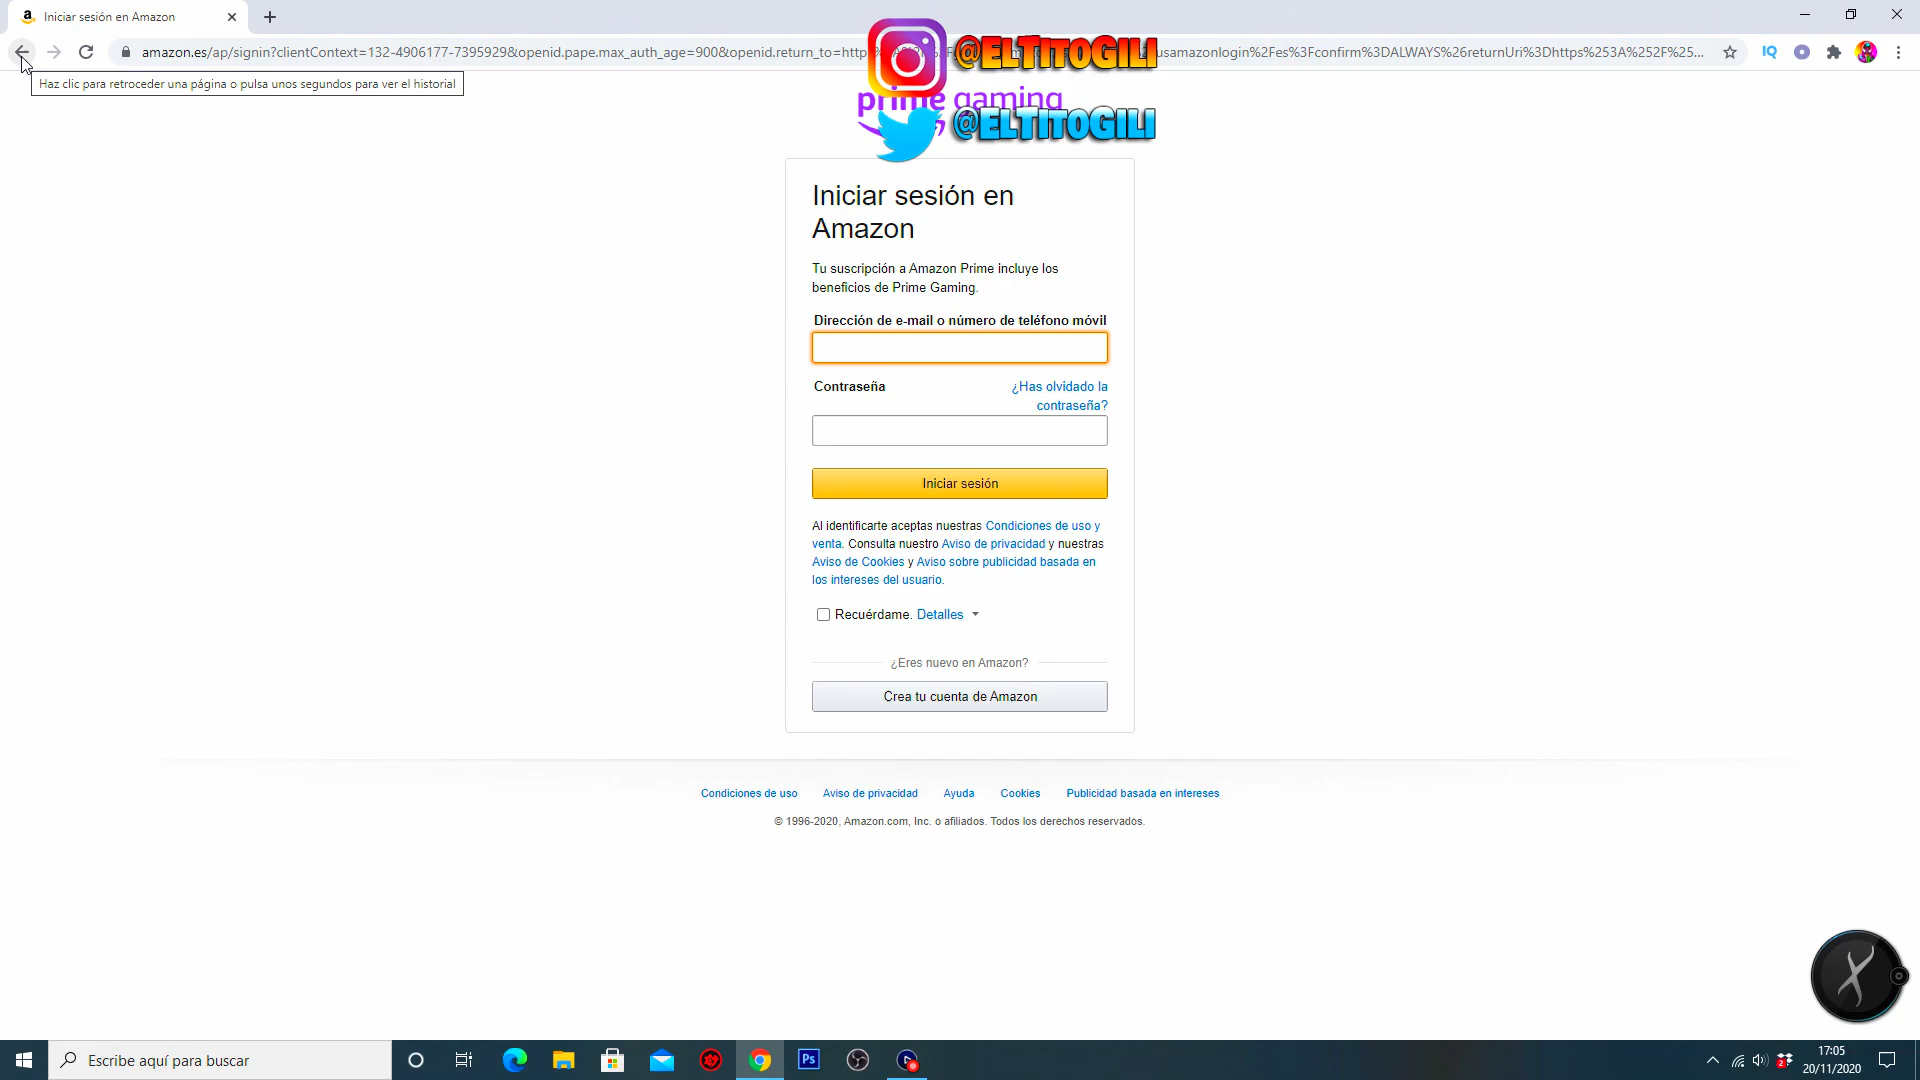 Iniciar sesión en Amazon
amazon.es/ap/signin?clientContext=132-4906177-7395929&openid.pape.max_auth_age=900&openid.return_to=http
usamazonlogin%2Fes%3Fconfirm%3DALWAYS%26returnUri%3Dhttps%253A%252F%25...
IQ
Haz clic para retroceder una página o pulsa unos segundos para ver el historial
@ELTITOGILI
prime gaming
@ELTITOGILI
Iniciar sesión en
Amazon
Tu suscripción a Amazon Prime incluye los
beneficios de Prime Gaming.
Dirección de e-mail o número de teléfono móvil
Contraseña
¿Has olvidado la
contraseña?
Iniciar sesión
Al identificarte aceptas nuestras Condiciones de uso y
venta. Consulta nuestro Aviso de privacidad y nuestras
Aviso de Cookies y Aviso sobre publicidad basada en
los intereses del usuario.
Recuérdame. Detalles
¿Eres nuevo en Amazon?
Crea tu cuenta de Amazon
Condiciones de uso Aviso de privacidad Ayuda Cookies Publicidad basada en intereses
© 1996-2020, Amazon.com, Inc. o afiliados. Todos los derechos reservados.
Escribe aquí para buscar
Ps
2
17:05
20/11/2020